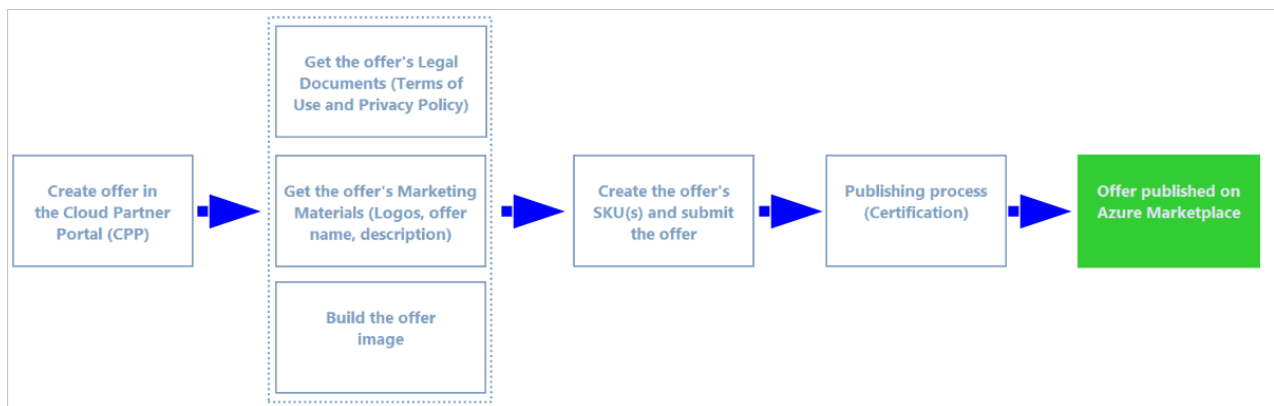 Create offer in
the Cloud Partner
Portal (CPP)
Get the offer's Legal
Documents (Terms of
Use and Privacy Policy)
Get the offer's Marketing
Materials (Logos, offer
name, description)
Build the offer
image
Create the offer's
SKU(s) and submit
the offer
Publishing process
(Certification)
Offer published on
Azure Marketplace